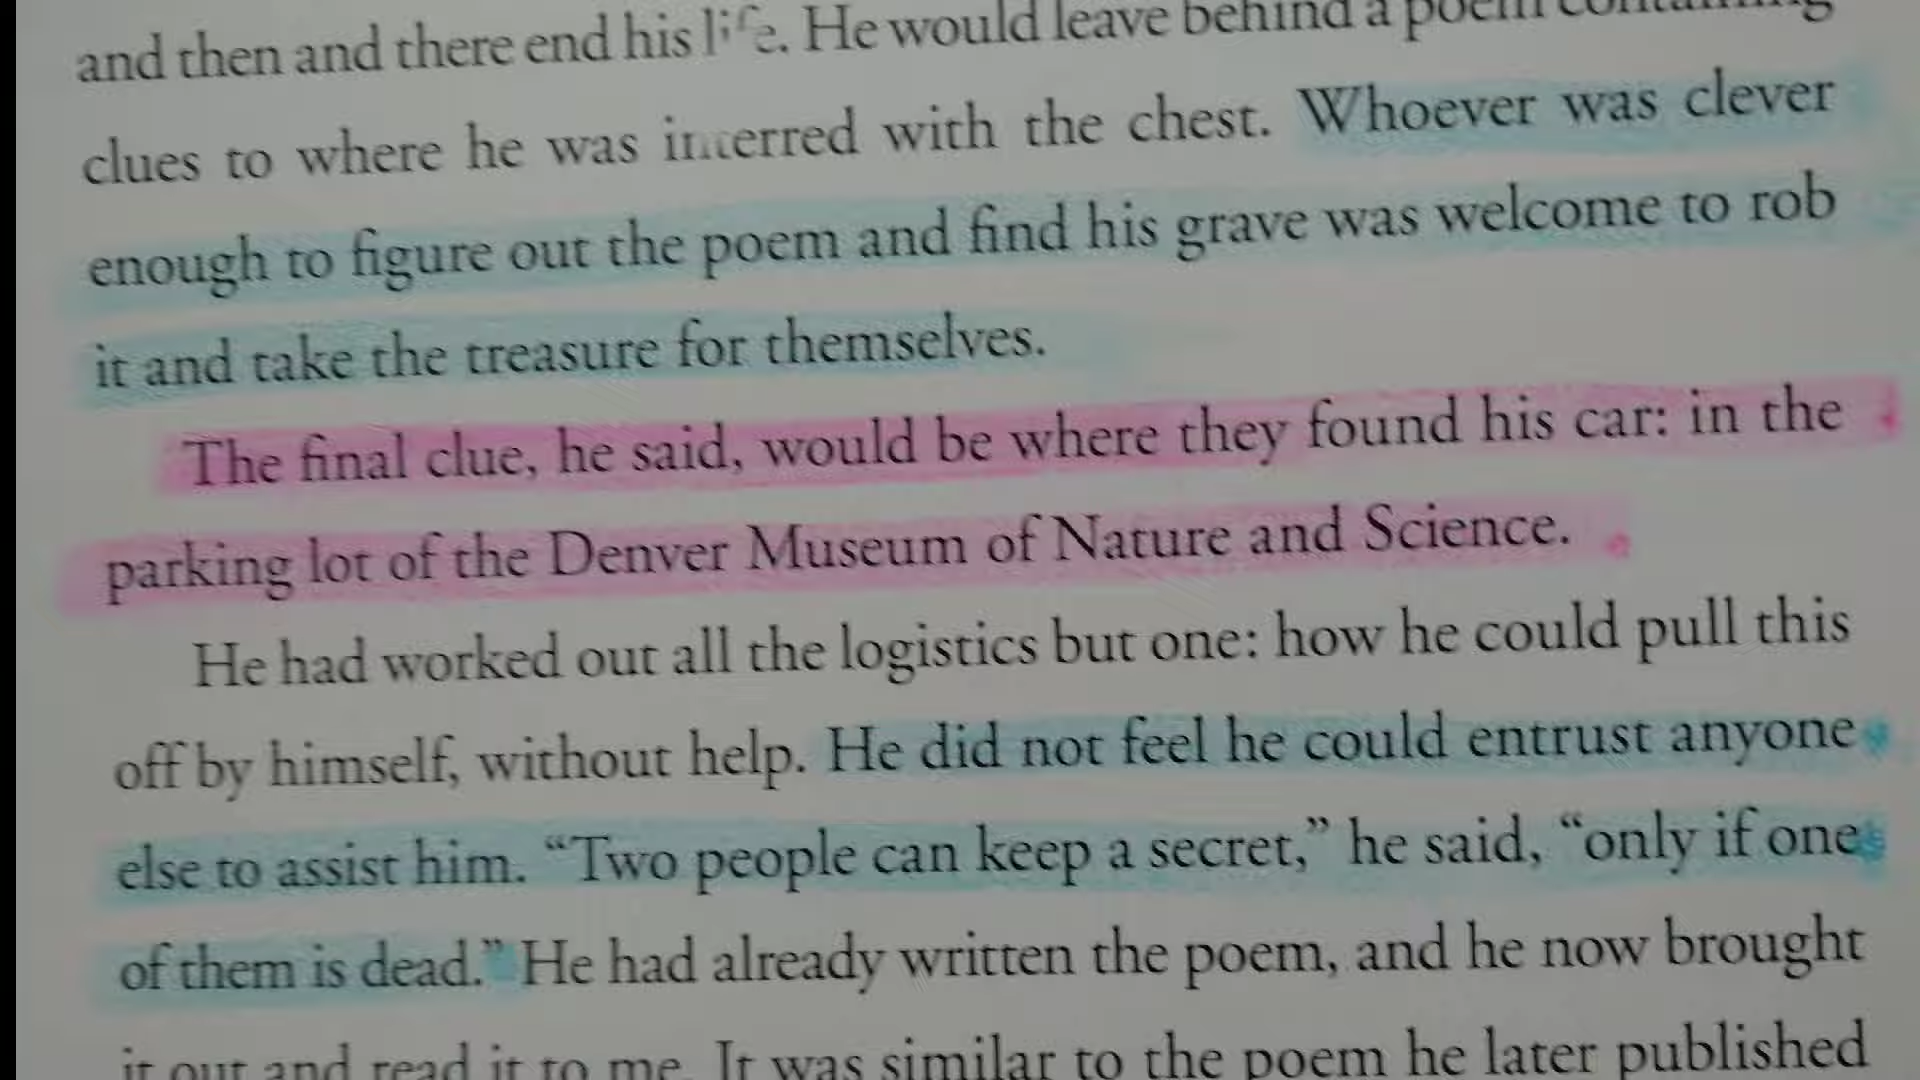 and then and there end his life. He would leave behind a poem containing
clues to where he was interred with the chest. Whoever was clever
enough to figure out the poem and find his grave was welcome to rob
it and take the treasure for themselves.
The final clue, he said, would be where they found his car: in the
parking lot of the Denver Museum of Nature and Science.
He had worked out all the logistics but one: how he could pull this
off by himself, without help. He did not feel he could entrust anyone
else to assist him. “Two people can keep a secret,” he said, “only if one
of them is dead.” He had already written the poem, and he now brought
it out and read it to me. It was similar to the poem he later published